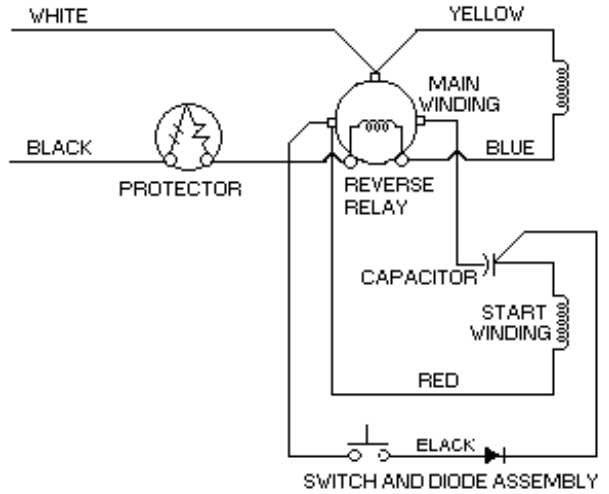 WHITE
YELLOW
MAIN
WINDING
BLACK
BLUE
PROTECTOR
REVERSE
RELAY
CAPACITOR
START
WINDING
RED
ELACK
SWITCH AND DIODE ASSEMBLY